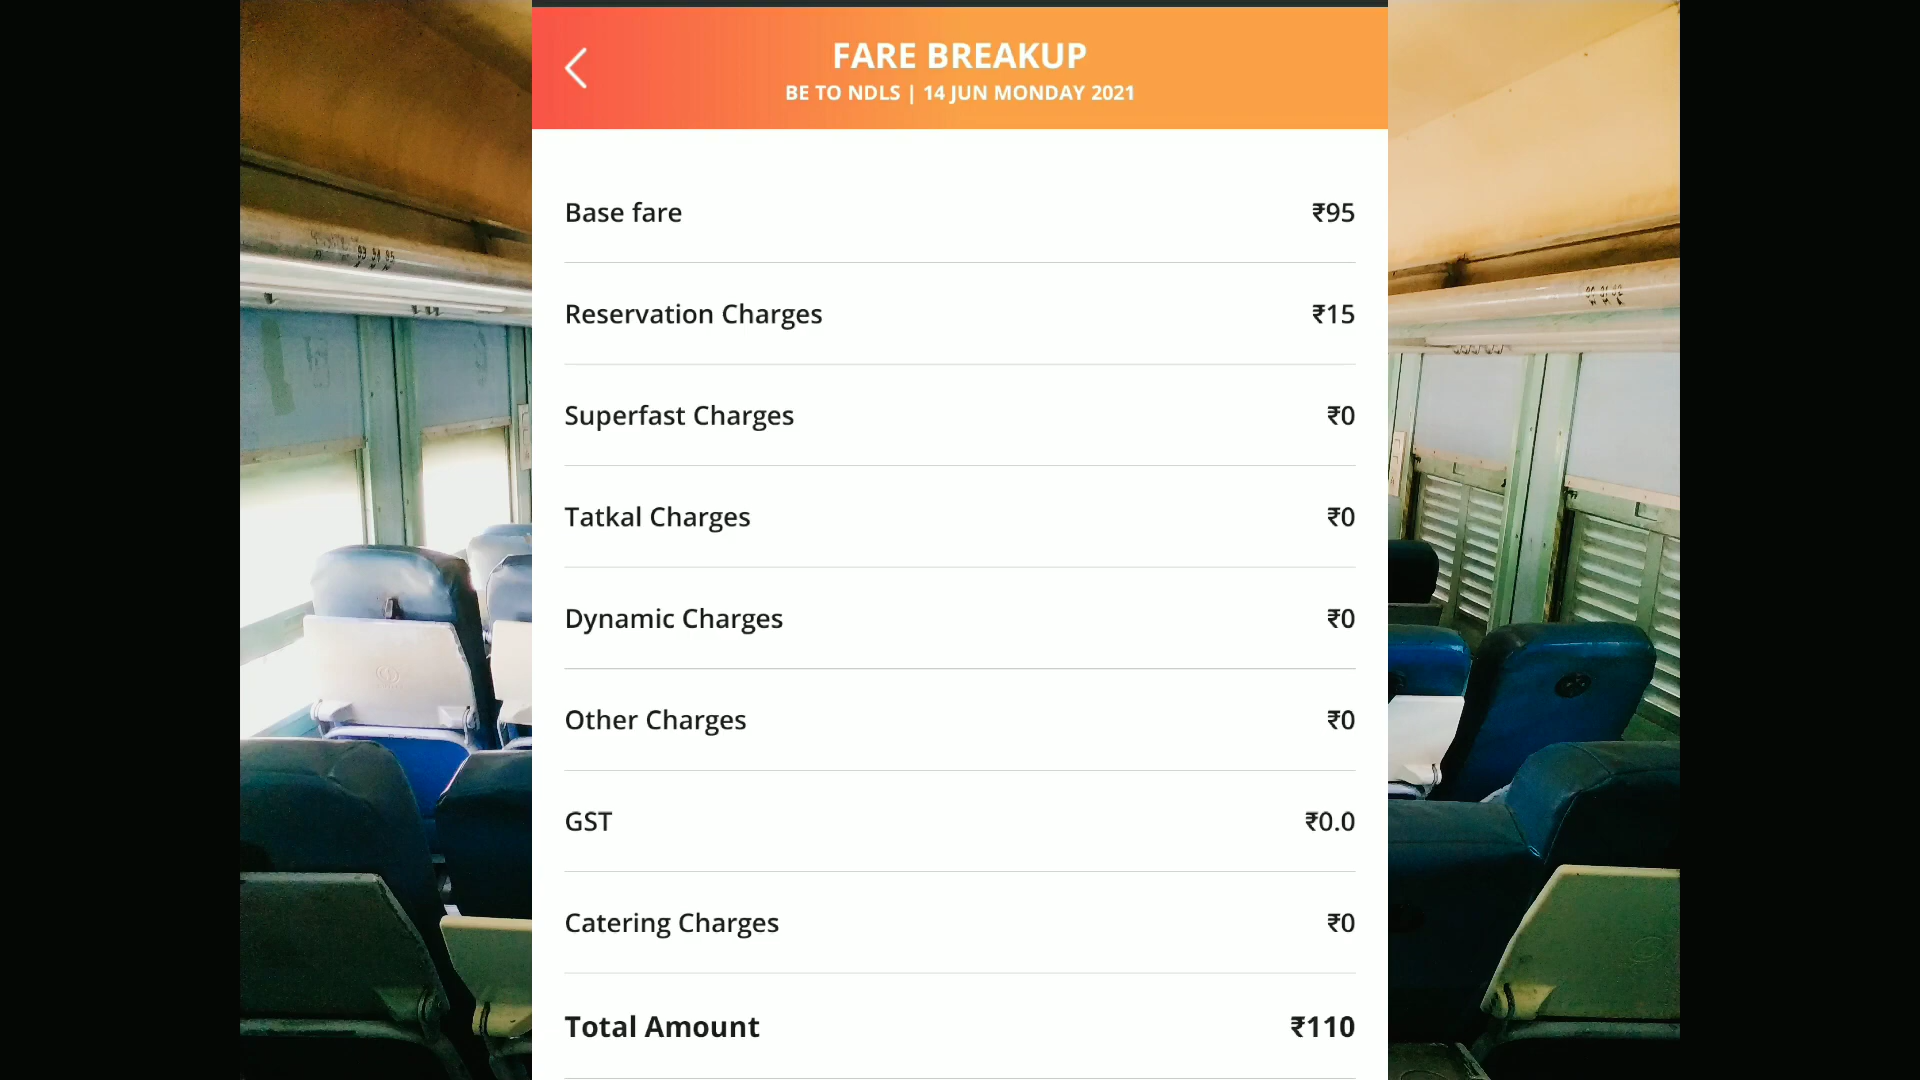 FARE BREAKUP
BE TO NDLS | 14 JUN MONDAY 2021
Base fare ₹95
Reservation Charges ₹15
Superfast Charges ₹0
Tatkal Charges ₹0
Dynamic Charges ₹0
Other Charges ₹0
GST ₹0.0
Catering Charges ₹0
Total Amount ₹110